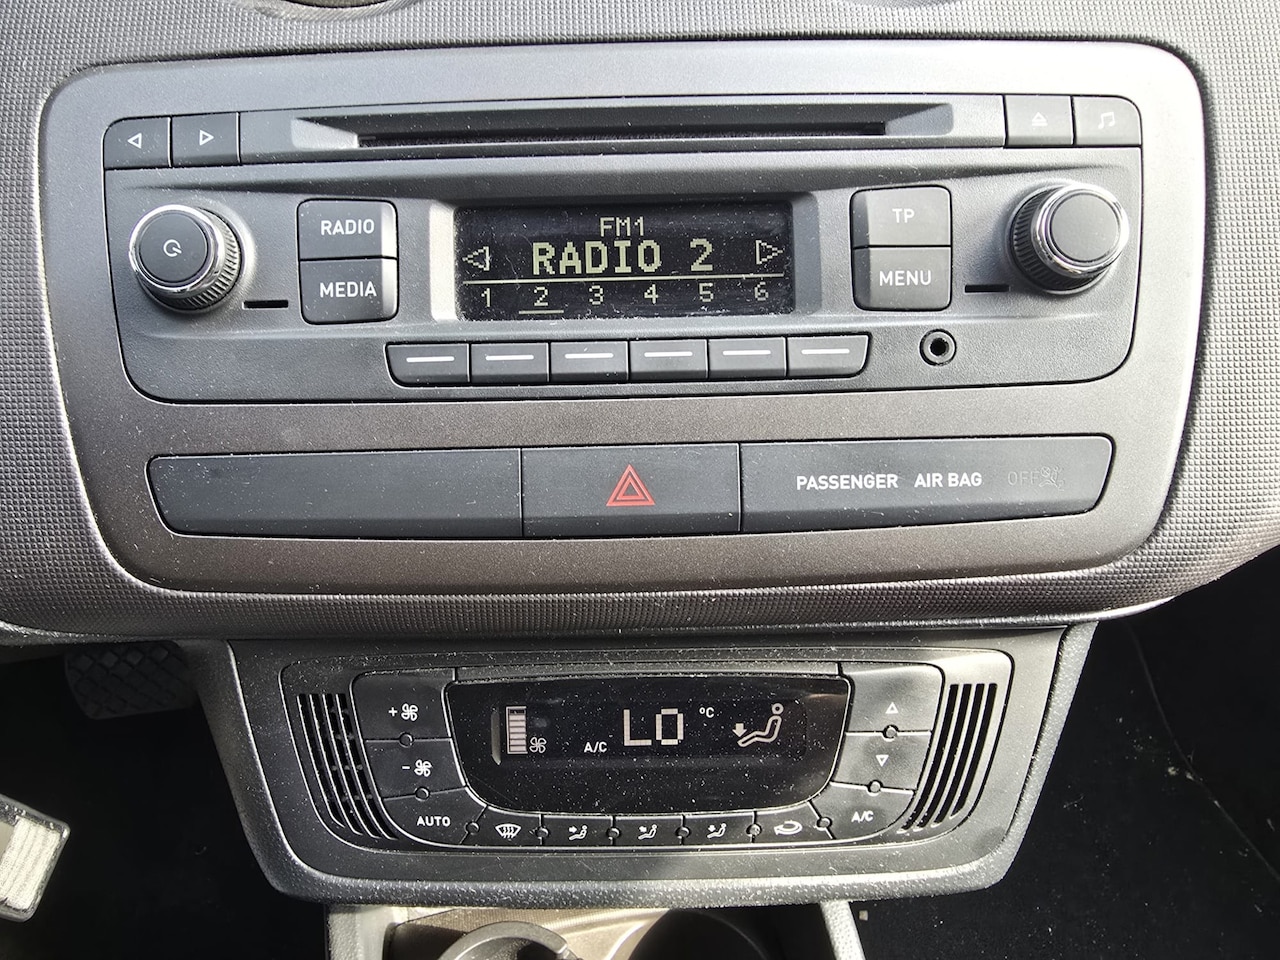 RADIO
MEDIA
FM1
RADIO 2
1 2 3 4 5 6
TP
MENU
PASSENGER AIR BAG OFF
A/C LO °C
+
-
AUTO
A/C